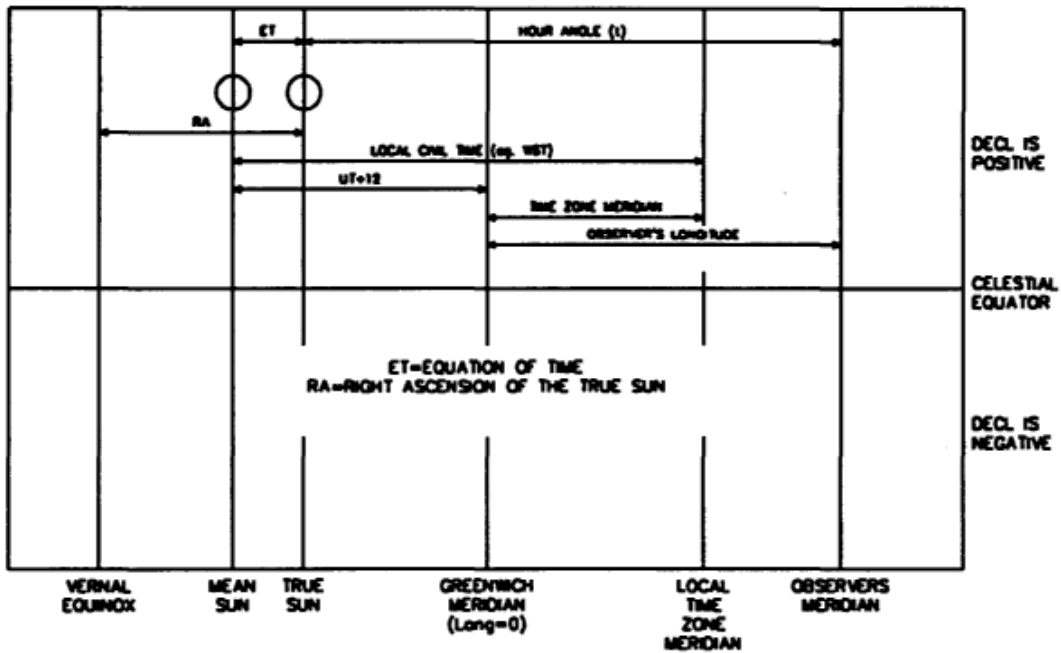 ET
HOUR ANGLE (t)
RA
LOCAL CIVIL TIME (eg. WST)
UT+12
TIME ZONE MERIDIAN
OBSERVER'S LONGITUDE
DECL IS
POSITIVE
CELESTIAL
EQUATOR
ET=EQUATION OF TIME
RA=RIGHT ASCENSION OF THE TRUE SUN
DECL IS
NEGATIVE
VERNAL
EQUINOX
MEAN
SUN
TRUE
SUN
GREENWICH
MERIDIAN
(Long=0)
LOCAL
TIME
ZONE
MERIDIAN
OBSERVERS
MERIDIAN